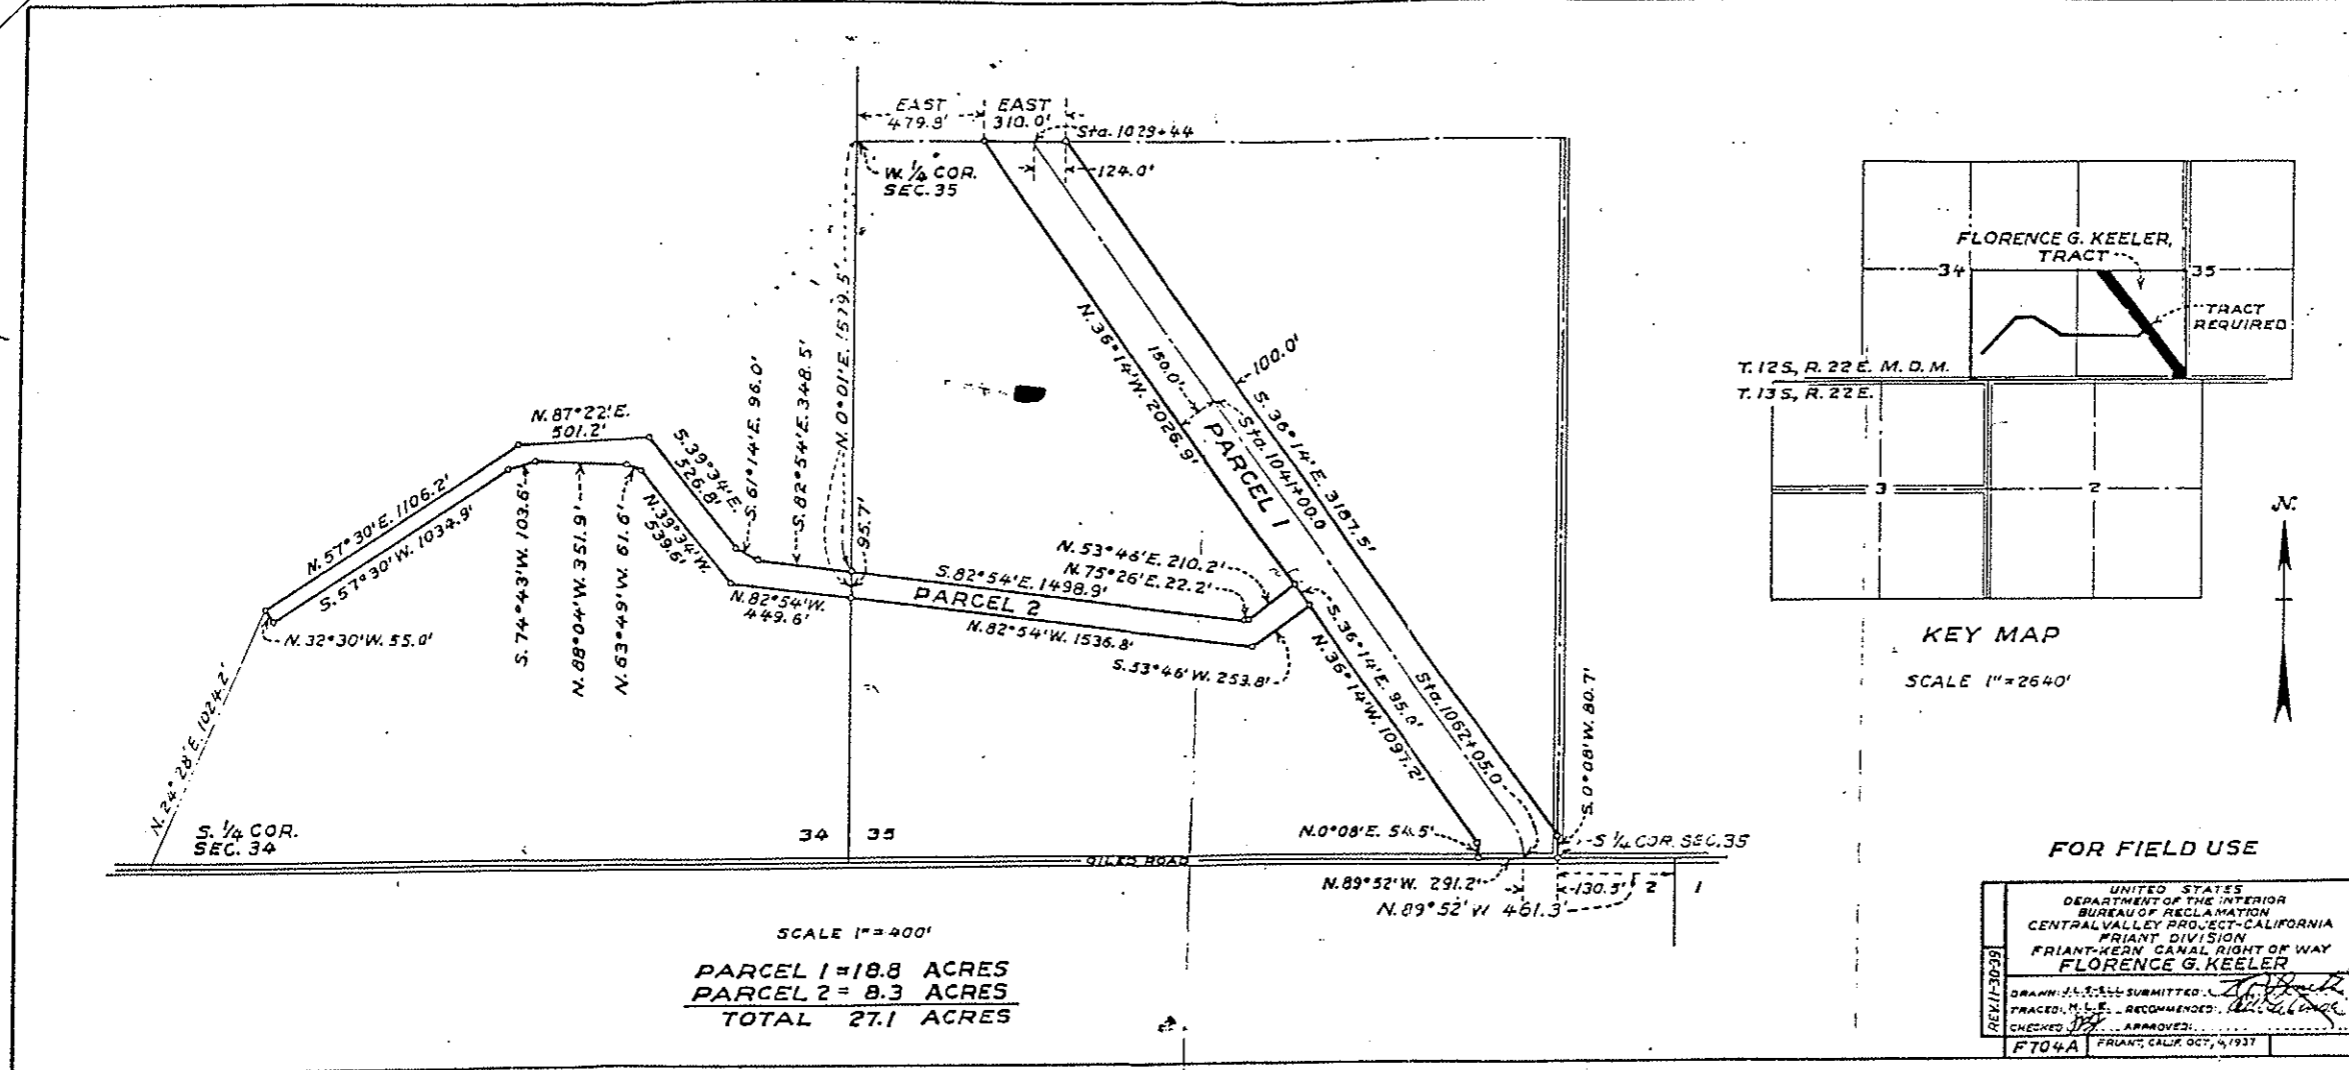 EAST
479.9'
EAST
310.0'
Sta. 1029+44
124.0'
W. 1/4 COR.
SEC. 35
N. 0°01'E. 1579.5'
N. 36°14'W. 2026.9'
150.0'
100.0'
S. 36°14'E. 3187.5'
Sta. 1041+00.0
PARCEL 1
N. 87°22'E.
501.2'
S. 39°34'E.
526.8'
S. 61°14'E. 96.0'
S. 82°54'E. 348.5'
95.7'
N. 57°30'E. 1106.2'
S. 57°30'W. 1034.9'
N. 32°30'W. 55.0'
S. 74°43'W. 103.6'
N. 88°04'W. 351.9'
N. 63°49'W. 61.6'
N. 39°34'W.
539.6'
N. 82°54'W.
449.6'
S. 82°54'E. 1498.9'
PARCEL 2
N. 82°54'W. 1536.8'
N. 53°46'E. 210.2'
N. 75°26'E. 22.2'
S. 53°46'W. 253.8'
S. 36°14'E. 95.0'
N. 36°14'W. 1097.2'
Sta. 1062+05.0
S. 0°08'W. 80.7'
N. 24°28'E. 1024.2'
S. 1/4 COR.
SEC. 34
34 35
OILED ROAD
N. 0°08'E. 54.5'
S 1/4 COR. SEC. 35
N. 89°52'W. 291.2'
130.5'
2 1
N. 89°52'W 461.3'
SCALE 1"=400'
PARCEL 1 = 18.8 ACRES
PARCEL 2 = 8.3 ACRES
TOTAL 27.1 ACRES
FLORENCE G. KEELER,
TRACT
34
35
TRACT
REQUIRED
T. 12 S., R. 22 E. M. D. M.
T. 13 S., R. 22 E.
3
2
N.
KEY MAP
SCALE 1"=2640'
FOR FIELD USE
UNITED STATES
DEPARTMENT OF THE INTERIOR
BUREAU OF RECLAMATION
CENTRAL VALLEY PROJECT-CALIFORNIA
FRIANT DIVISION
FRIANT-KERN CANAL RIGHT OF WAY
FLORENCE G. KEELER
DRAWN: SUBMITTED:
TRACED: H.L.E. RECOMMENDED:
CHECKED APPROVED:
F704A FRIANT, CALIF. OCT, 4, 1937
REV. 11-30-39